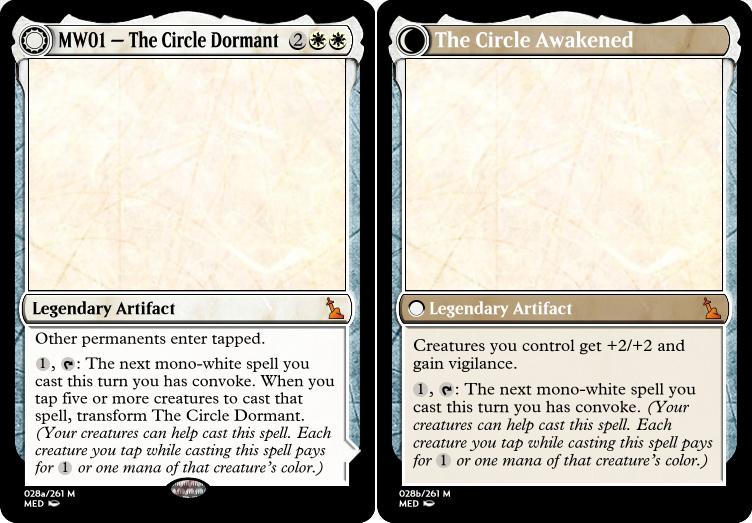 MW01 – The Circle Dormant 2
Legendary Artifact
Other permanents enter tapped.
1, : The next mono-white spell you
cast this turn you has convoke. When you
tap five or more creatures to cast that
spell, transform The Circle Dormant.
(Your creatures can help cast this spell. Each
creature you tap while casting this spell pays
for 1 or one mana of that creature's color.)
028a/261 M
MED
The Circle Awakened
Legendary Artifact
Creatures you control get +2/+2 and
gain vigilance.
1, : The next mono-white spell you
cast this turn you has convoke. (Your
creatures can help cast this spell. Each
creature you tap while casting this spell pays
for 1 or one mana of that creature's color.)
028b/261 M
MED